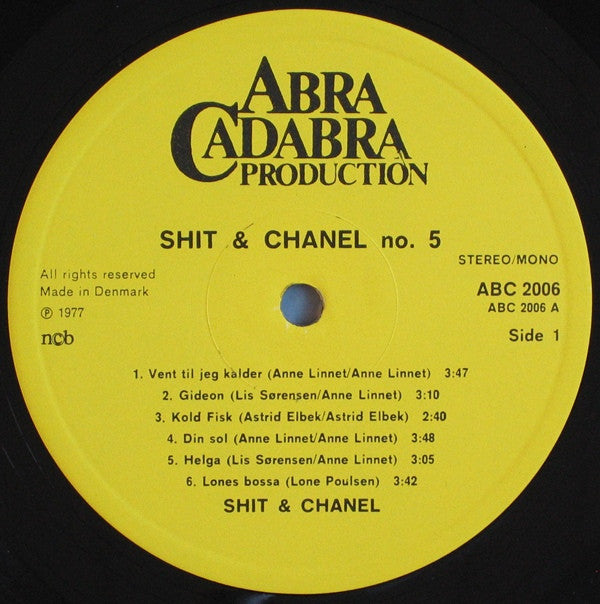 ABRA
CADABRA
PRODUCTION
SHIT & CHANEL no. 5
STEREO/MONO
All rights reserved
Made in Denmark
℗ 1977
ncb
ABC 2006
ABC 2006 A
Side 1
1. Vent til jeg kalder (Anne Linnet/Anne Linnet) 3:47
2. Gideon (Lis Sørensen/Anne Linnet) 3:10
3. Kold Fisk (Astrid Elbek/Astrid Elbek) 2:40
4. Din sol (Anne Linnet/Anne Linnet) 3:48
5. Helga (Lis Sørensen/Anne Linnet) 3:05
6. Lones bossa (Lone Poulsen) 3:42
SHIT & CHANEL